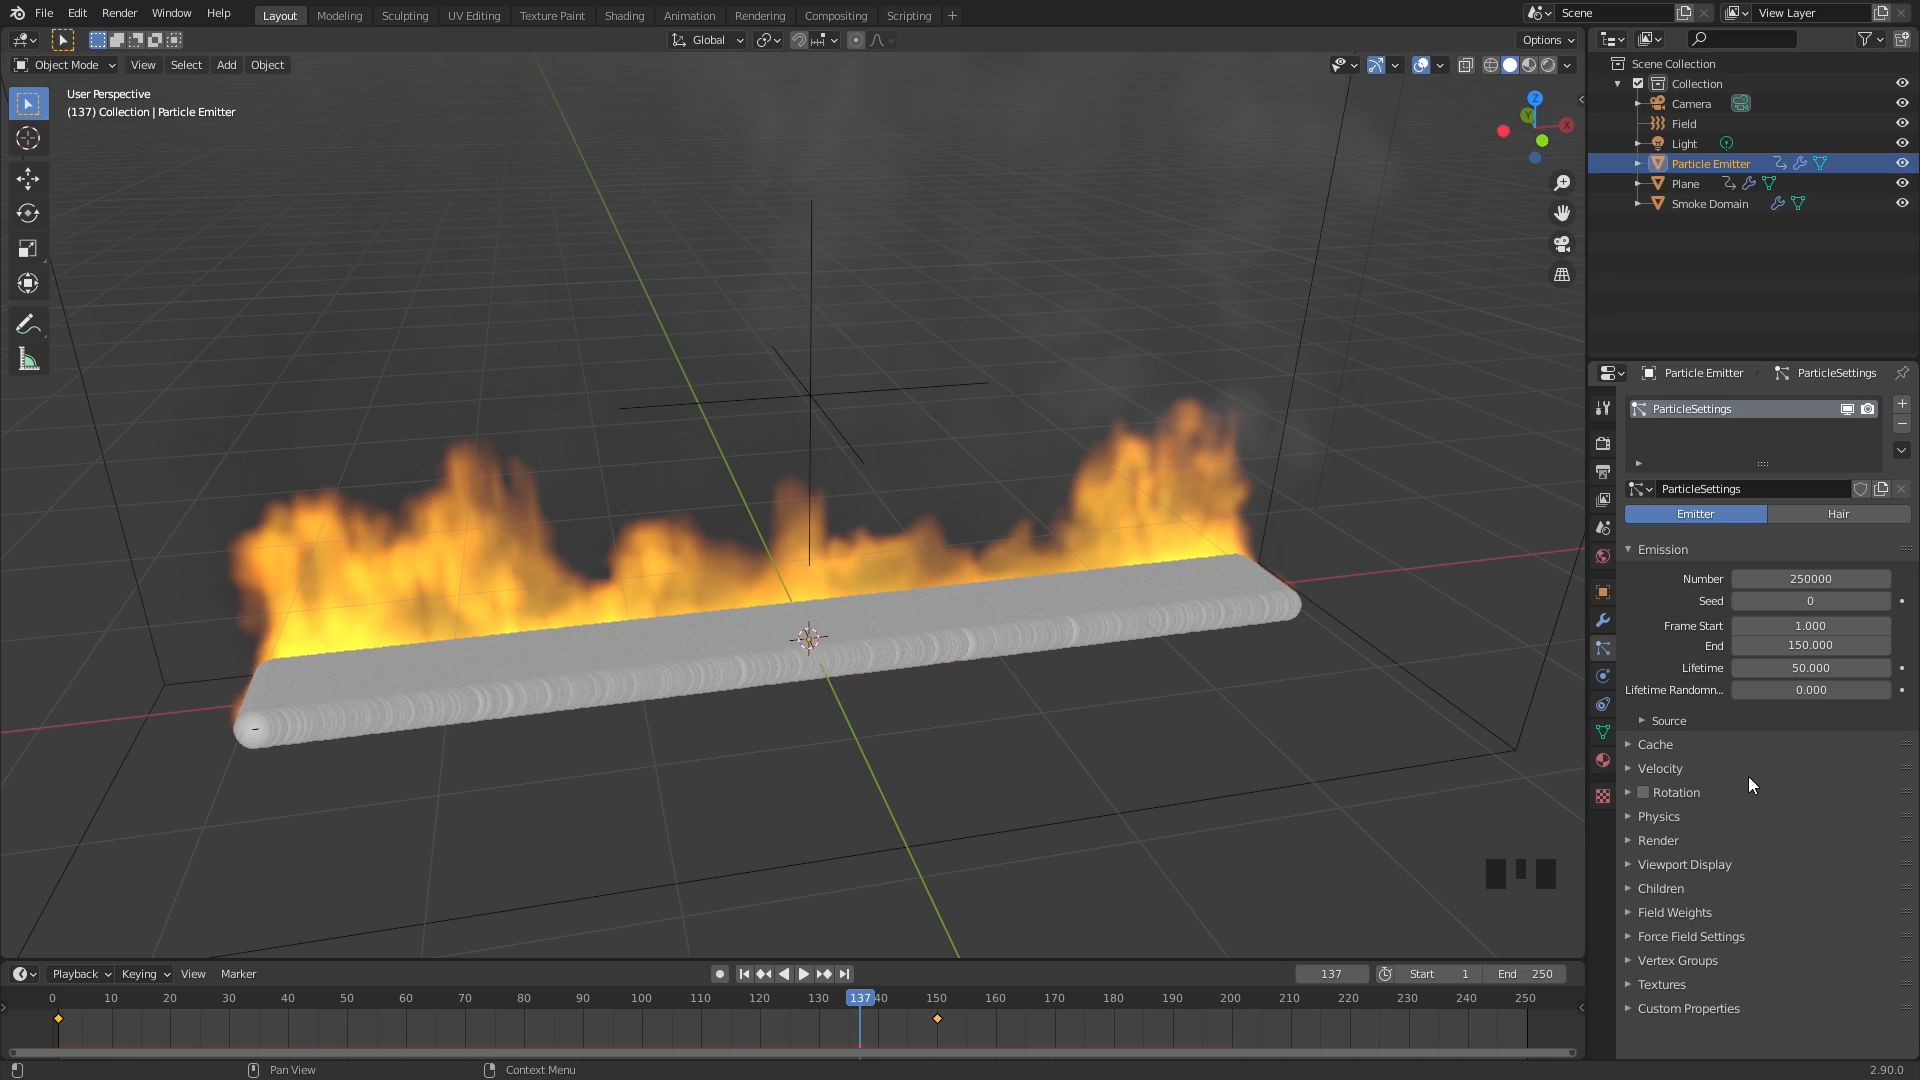 File Edit Render Window Help
Layout Modeling Sculpting UV Editing Texture Paint Shading Animation Rendering Compositing Scripting +
Scene
View Layer
Global
Options
Object Mode View Select Add Object
User Perspective
(137) Collection | Particle Emitter
Z
Y
X
Scene Collection
Collection
Camera
Field
Light
Particle Emitter
Plane
Smoke Domain
Particle Emitter
ParticleSettings
ParticleSettings
ParticleSettings
Emitter Hair
Emission
Number 250000
Seed 0
Frame Start 1.000
End 150.000
Lifetime 50.000
Lifetime Randomn... 0.000
Source
Cache
Velocity
Rotation
Physics
Render
Viewport Display
Children
Field Weights
Force Field Settings
Vertex Groups
Textures
Custom Properties
Playback Keying View Marker
137
Start 1
End 250
0 10 20 30 40 50 60 70 80 90 100 110 120 130 137 40 150 160 170 180 190 200 210 220 230 240 250
Pan View
Context Menu
2.90.0